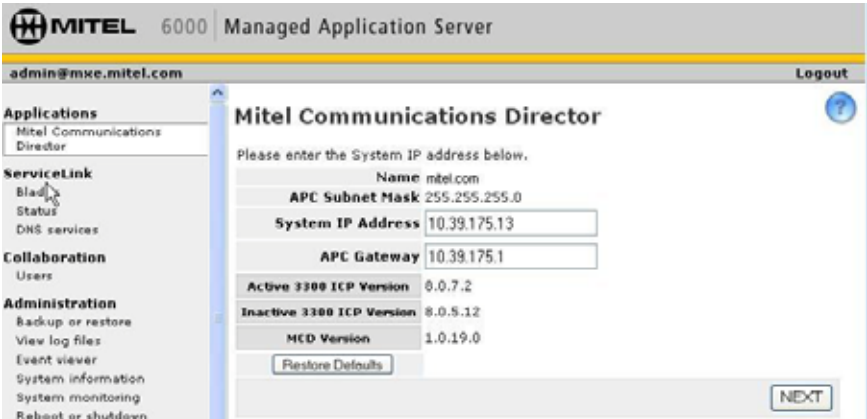 MITEL 6000 Managed Application Server
admin@mxe.mitel.com Logout
Applications
Mitel Communications
Director
ServiceLink
Status
DNS services
Collaboration
Users
Administration
Backup or restore
View log files
Event viewer
System information
System monitoring
Reboot or shutdown
Mitel Communications Director
?
Please enter the System IP address below.
Name mitel.com
APC Subnet Mask 255.255.255.0
System IP Address 10.39.175.13
APC Gateway 10.39.175.1
Active 3300 ICP Version 8.0.7.2
Inactive 3300 ICP Version 8.0.5.12
MCD Version 1.0.19.0
Restore Defaults
NEXT